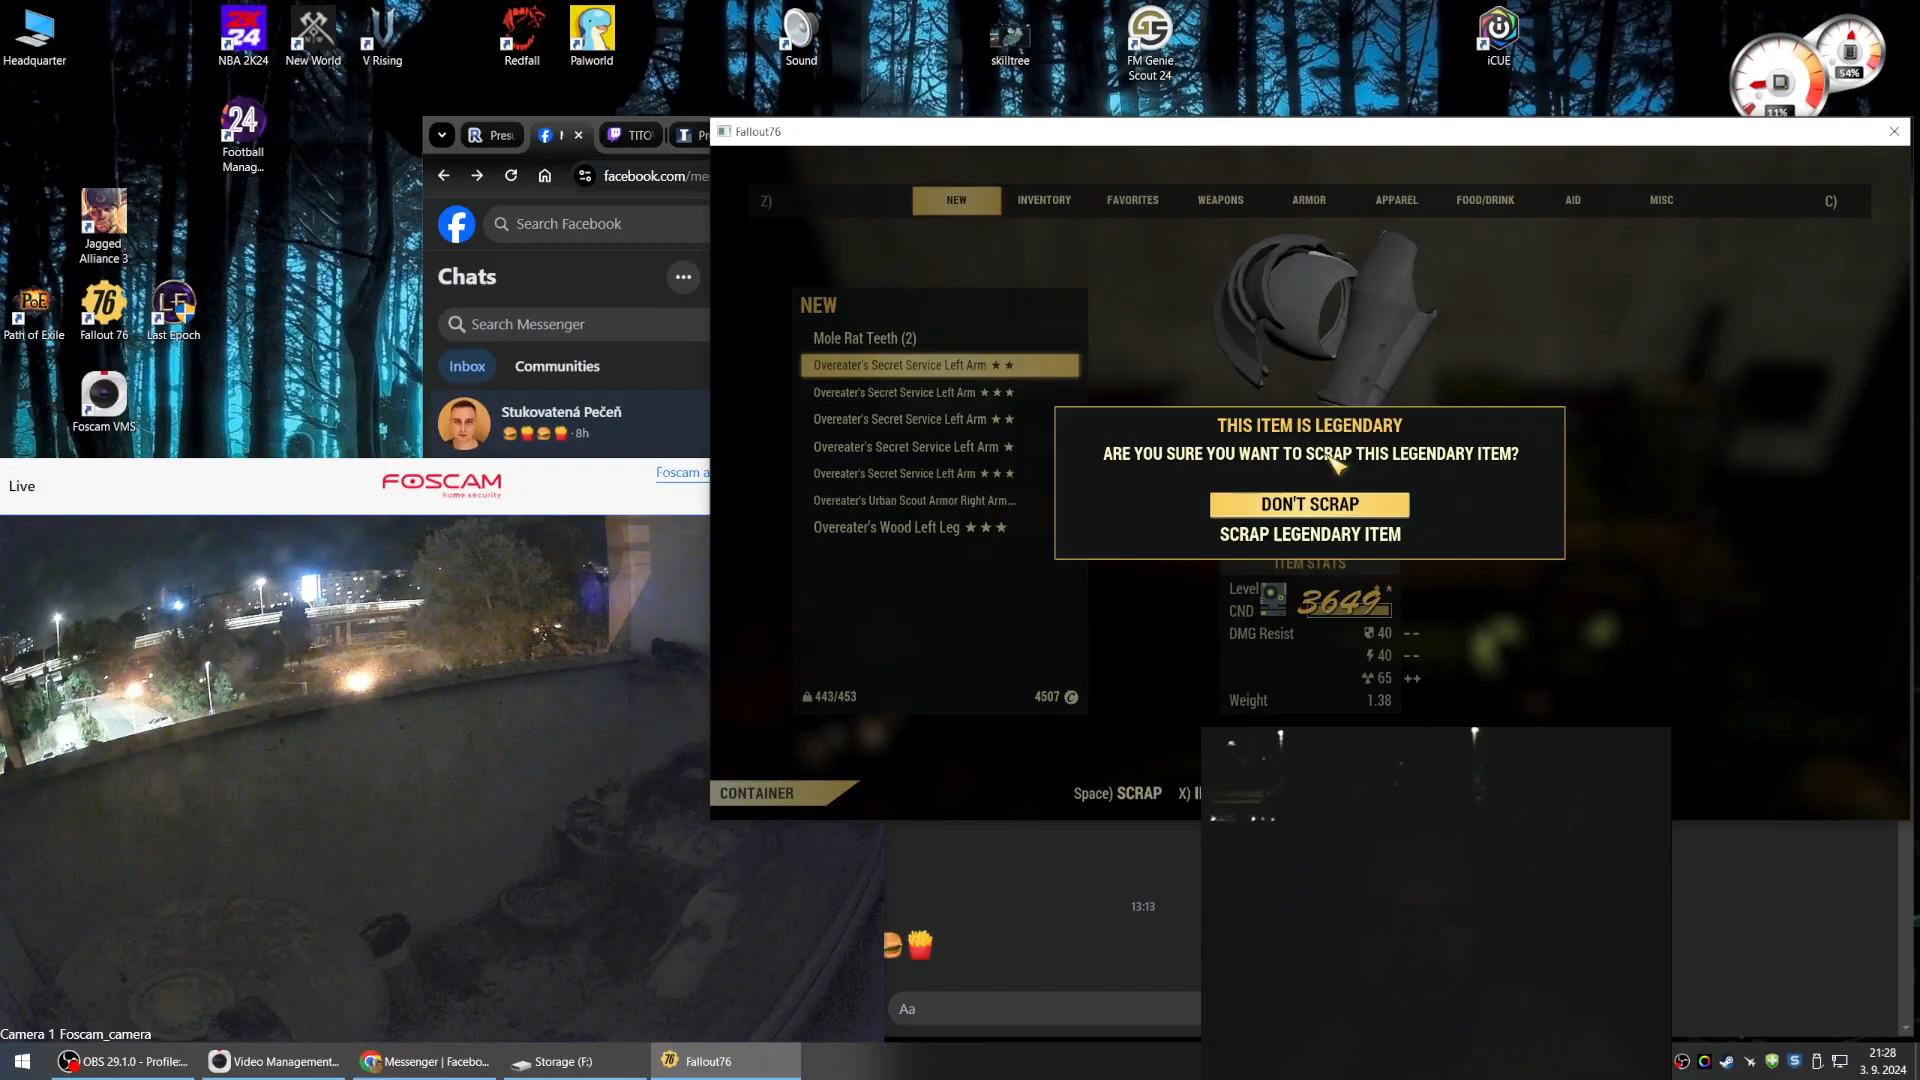 Headquarter
NBA 2K24
New World
V Rising
Redfall
Palworld
Sound
skilltree
FM Genie
Scout 24
iCUE
54%
11%
Football
Manag...
Jagged
Alliance 3
Path of Exile
Fallout 76
Last Epoch
Foscam VMS
Pres
TITO
facebook.com/me
Search Facebook
Chats
Search Messenger
Inbox
Communities
Stukovatená Pečeň
🍔🍟🍔🍟 · 8h
Live
FOSCAM
home security
Foscam a
Camera 1 Foscam_camera
Fallout76
Z)
NEW
INVENTORY
FAVORITES
WEAPONS
ARMOR
APPAREL
FOOD/DRINK
AID
MISC
C)
NEW
Mole Rat Teeth (2)
Overeater's Secret Service Left Arm ★ ★
Overeater's Secret Service Left Arm ★ ★ ★
Overeater's Secret Service Left Arm ★ ★
Overeater's Secret Service Left Arm ★
Overeater's Secret Service Left Arm ★ ★ ★
Overeater's Urban Scout Armor Right Arm...
Overeater's Wood Left Leg ★ ★ ★
443/453
4507
THIS ITEM IS LEGENDARY
ARE YOU SURE YOU WANT TO SCRAP THIS LEGENDARY ITEM?
DON'T SCRAP
SCRAP LEGENDARY ITEM
ITEM STATS
Level
3649
CND
DMG Resist
40 --
40 --
65 ++
Weight
1.38
CONTAINER
Space) SCRAP
X)
13:13
🍔🍟
Aa
OBS 29.1.0 - Profile:...
Video Management...
Messenger | Facebo...
Storage (F:)
Fallout76
21:28
3. 9. 2024